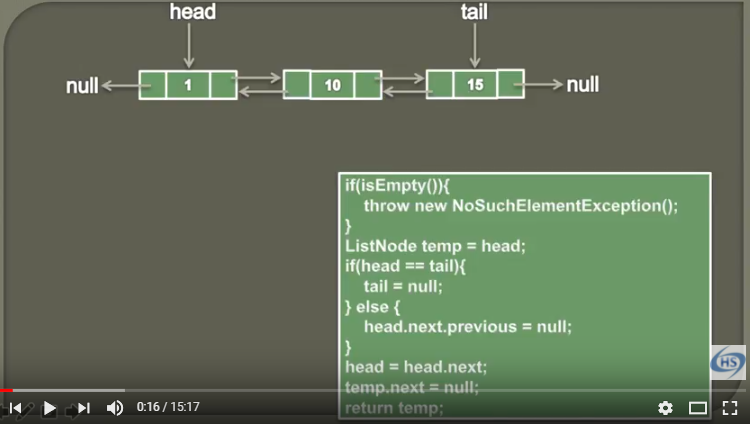 head tail
null 1 10 15 null
if(isEmpty()){
throw new NoSuchElementException();
}
ListNode temp = head;
if(head == tail){
tail = null;
} else {
head.next.previous = null;
}
head = head.next;
temp.next = null;
return temp;
HS
0:16 / 15:17